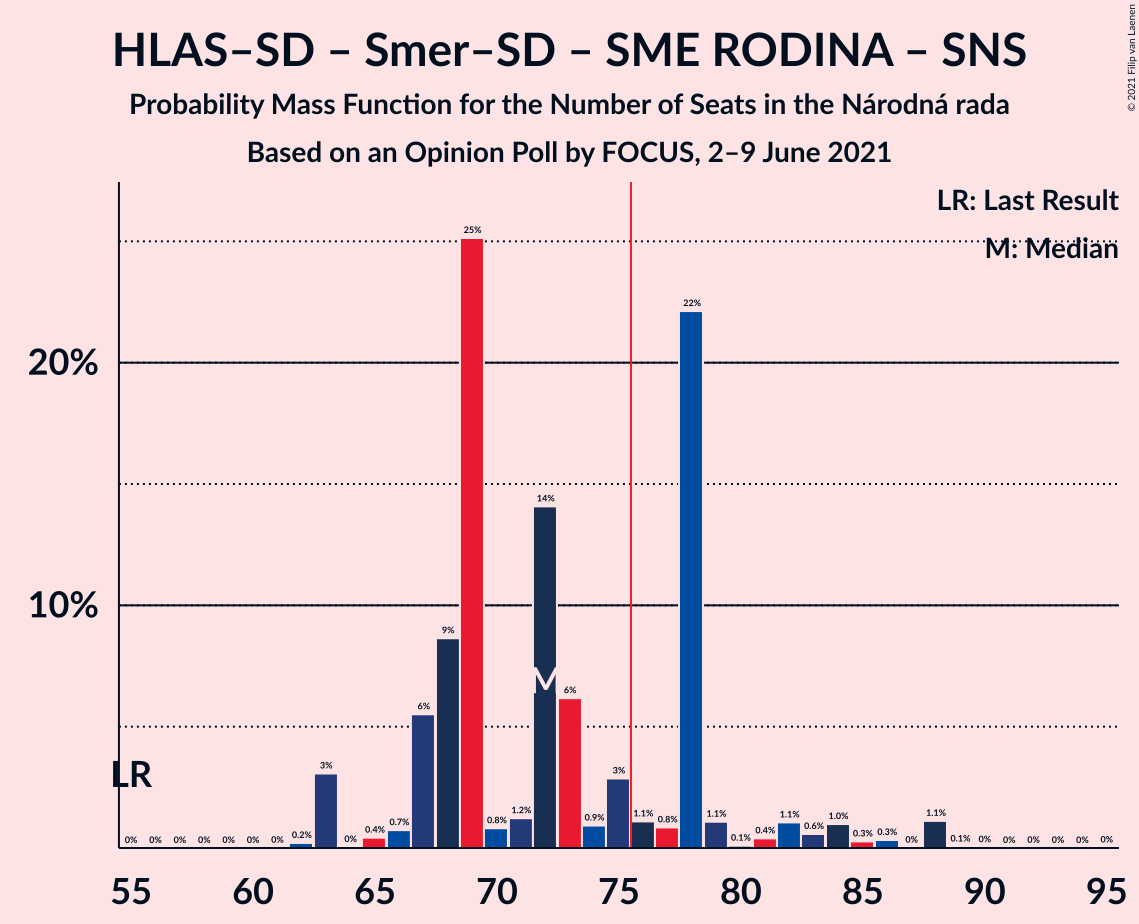 HLAS–SD – Smer–SD – SME RODINA – SNS
Probability Mass Function for the Number of Seats in the Národná rada
Based on an Opinion Poll by FOCUS, 2–9 June 2021
© 2021 Filip van Laenen
LR: Last Result
M: Median
20%
10%
LR
M
0% 0% 0% 0% 0% 0% 0% 0.2% 3% 0% 0.4% 0.7% 6% 9% 25% 0.8% 1.2% 14% 6% 0.9% 3% 1.1% 0.8% 22% 1.1% 0.1% 0.4% 1.1% 0.6% 1.0% 0.3% 0.3% 0% 1.1% 0.1% 0% 0% 0% 0% 0% 0%
55 60 65 70 75 80 85 90 95